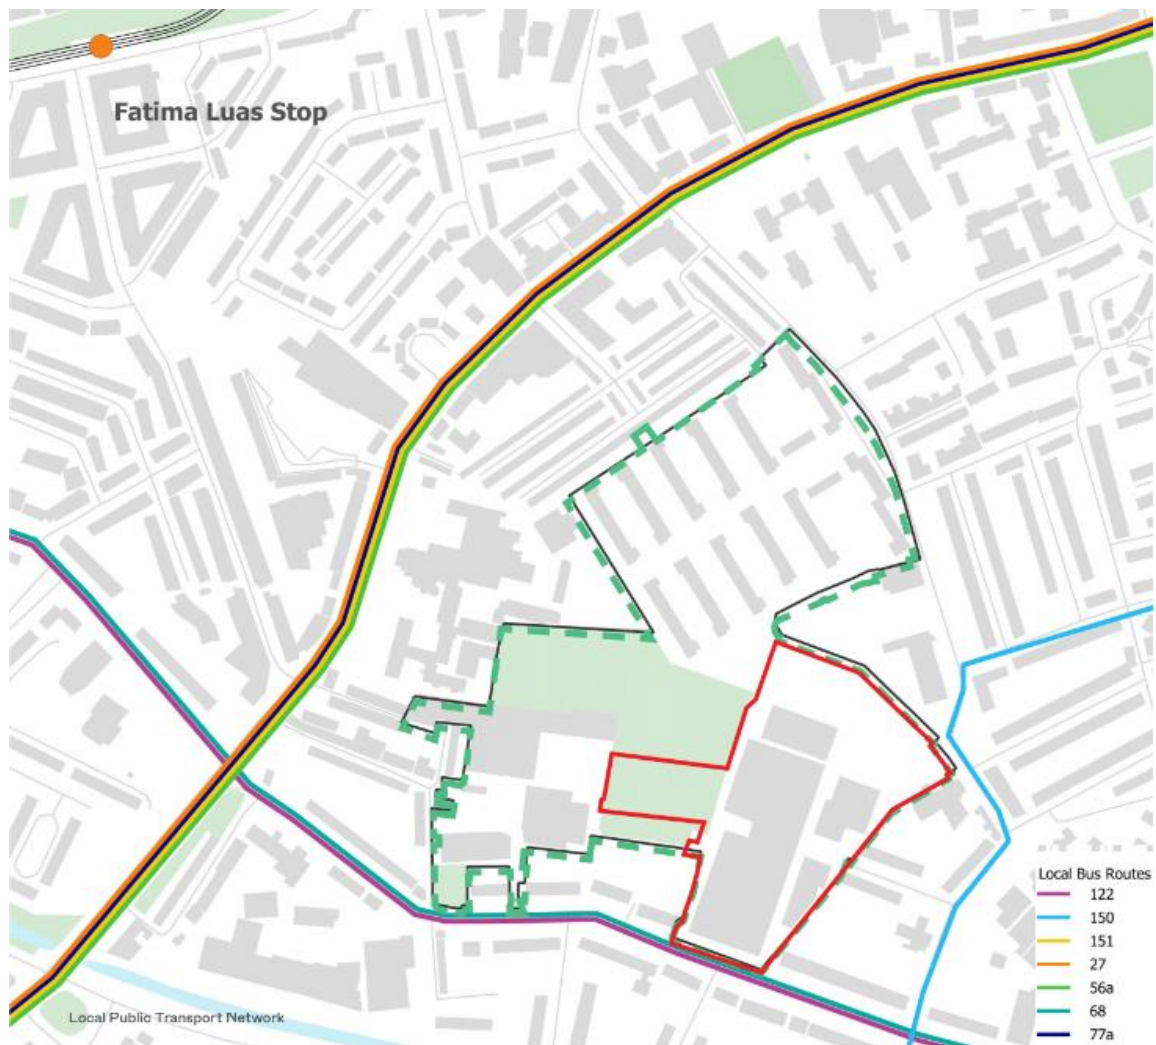 Fatima Luas Stop
Local Bus Routes
122
150
151
27
56a
68
77a
Local Public Transport Network